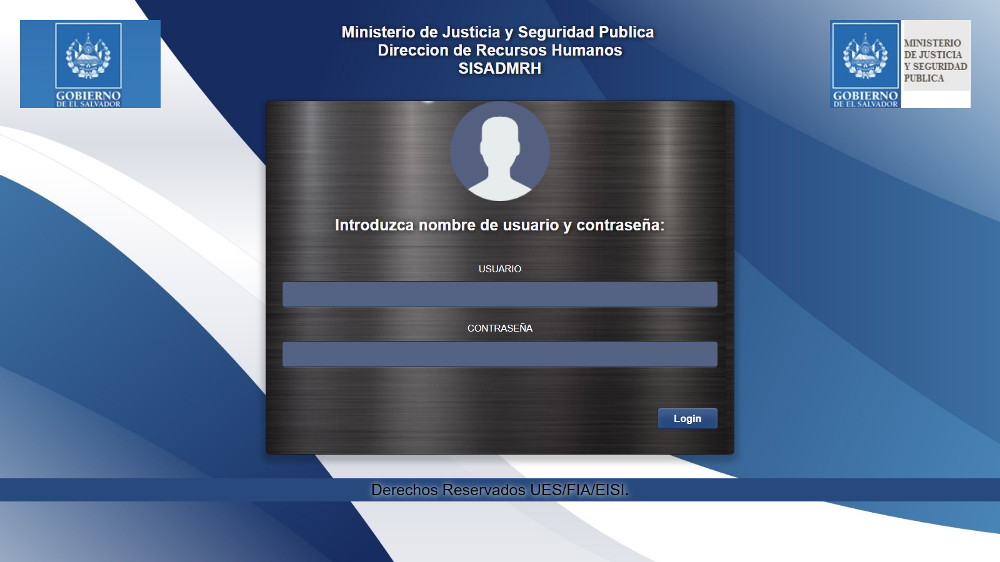 GOBIERNO
DE EL SALVADOR
Ministerio de Justicia y Seguridad Publica
Direccion de Recursos Humanos
SISADMRH
GOBIERNO
DE EL SALVADOR
MINISTERIO
DE JUSTICIA
Y SEGURIDAD
PUBLICA
Introduzca nombre de usuario y contraseña:
USUARIO
CONTRASEÑA
Login
Derechos Reservados UES/FIA/EISI.